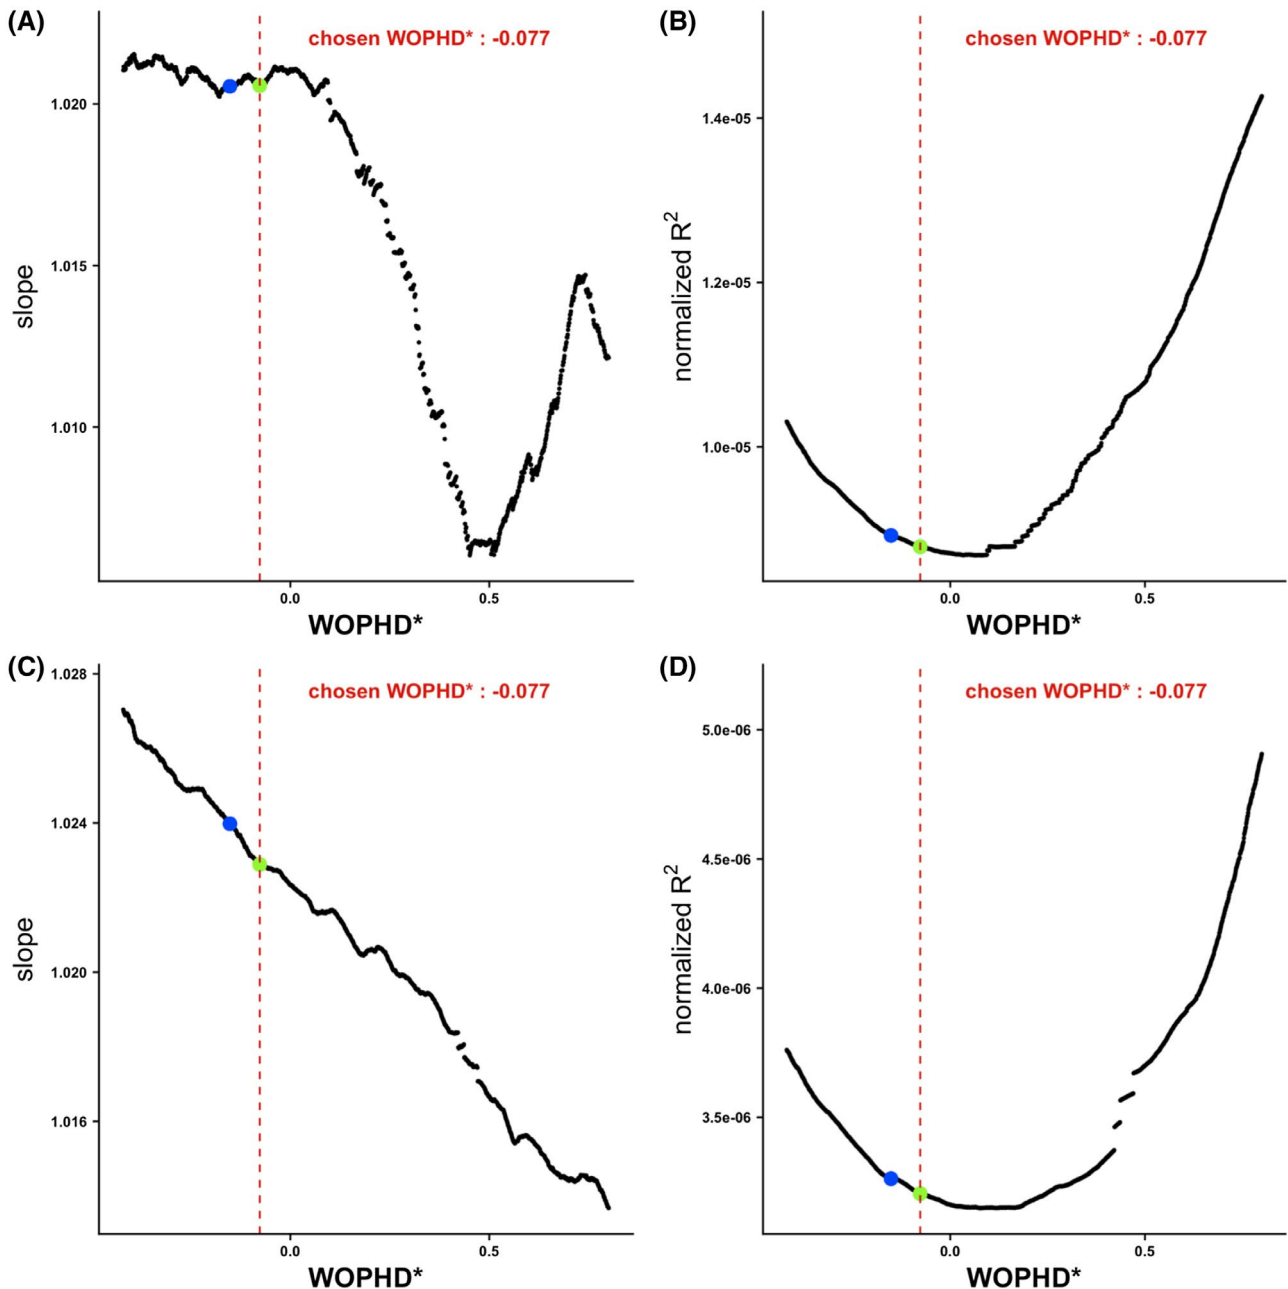 (A)
chosen WOPHD* : -0.077
1.020
1.015
1.010
slope
0.0 0.5
WOPHD*
(B)
chosen WOPHD* : -0.077
1.4e-05
1.2e-05
1.0e-05
normalized R²
0.0 0.5
WOPHD*
(C)
1.028
chosen WOPHD* : -0.077
1.024
1.020
1.016
slope
0.0 0.5
WOPHD*
(D)
chosen WOPHD* : -0.077
5.0e-06
4.5e-06
4.0e-06
3.5e-06
normalized R²
0.0 0.5
WOPHD*